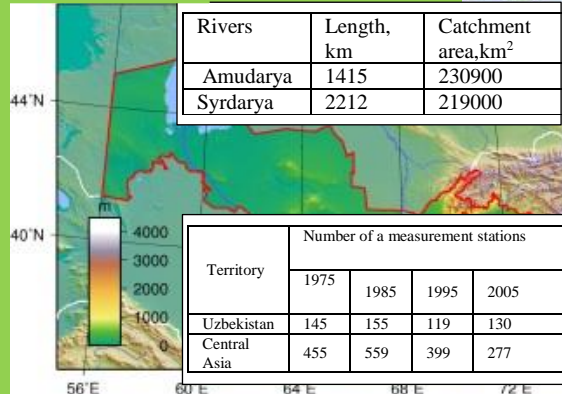 Rivers Length, km Catchment area,km²
Amudarya 1415 230900
Syrdarya 2212 219000
44°N
40°N
m
4000
3000
2000
1000
0
Territory Number of a measurement stations
1975 1985 1995 2005
Uzbekistan 145 155 119 130
Central Asia 455 559 399 277
56°E 60°E 64°E 68°E 72°E